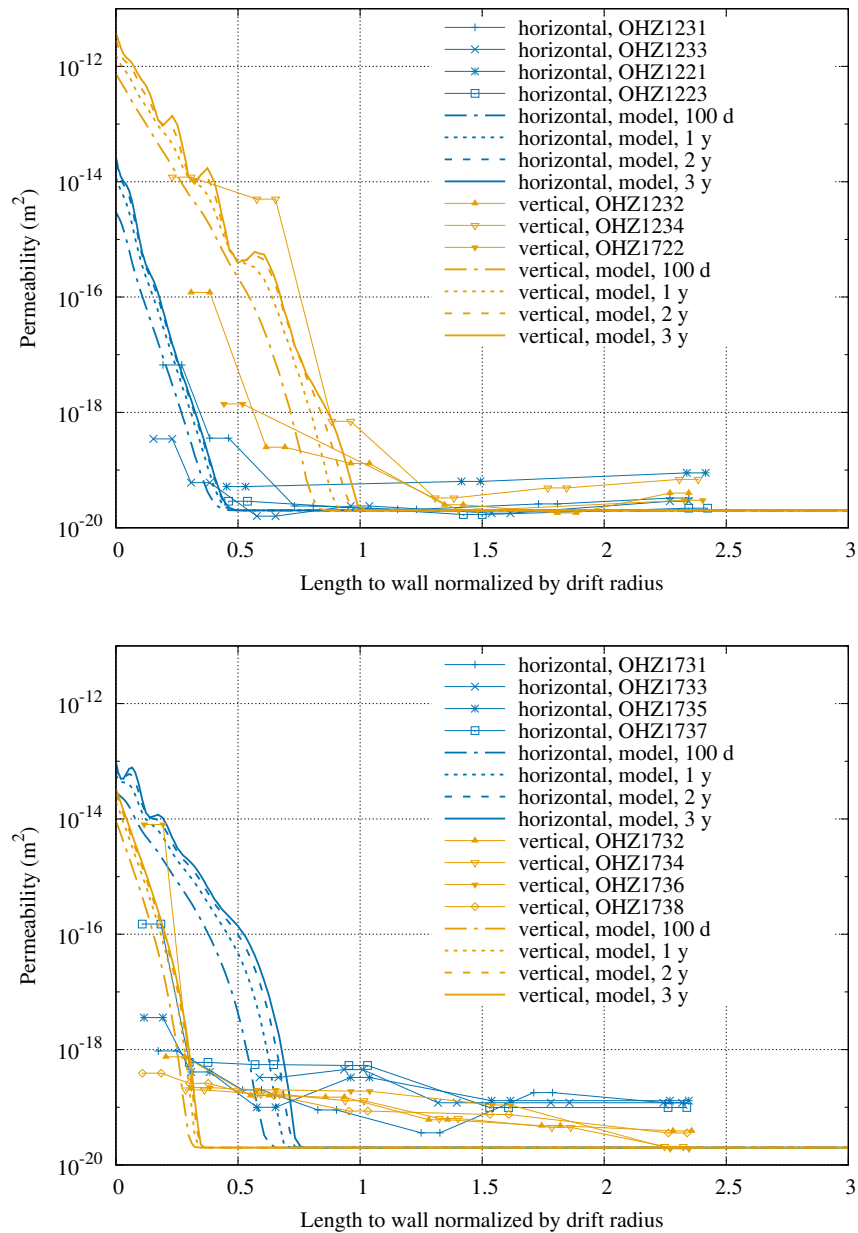 horizontal, OHZ1231
horizontal, OHZ1233
horizontal, OHZ1221
horizontal, OHZ1223
horizontal, model, 100 d
horizontal, model, 1 y
horizontal, model, 2 y
horizontal, model, 3 y
vertical, OHZ1232
vertical, OHZ1234
vertical, OHZ1722
vertical, model, 100 d
vertical, model, 1 y
vertical, model, 2 y
vertical, model, 3 y
Permeability (m²)
10⁻¹²
10⁻¹⁴
10⁻¹⁶
10⁻¹⁸
10⁻²⁰
0 0.5 1 1.5 2 2.5 3
Length to wall normalized by drift radius
horizontal, OHZ1731
horizontal, OHZ1733
horizontal, OHZ1735
horizontal, OHZ1737
horizontal, model, 100 d
horizontal, model, 1 y
horizontal, model, 2 y
horizontal, model, 3 y
vertical, OHZ1732
vertical, OHZ1734
vertical, OHZ1736
vertical, OHZ1738
vertical, model, 100 d
vertical, model, 1 y
vertical, model, 2 y
vertical, model, 3 y
Permeability (m²)
10⁻¹²
10⁻¹⁴
10⁻¹⁶
10⁻¹⁸
10⁻²⁰
0 0.5 1 1.5 2 2.5 3
Length to wall normalized by drift radius